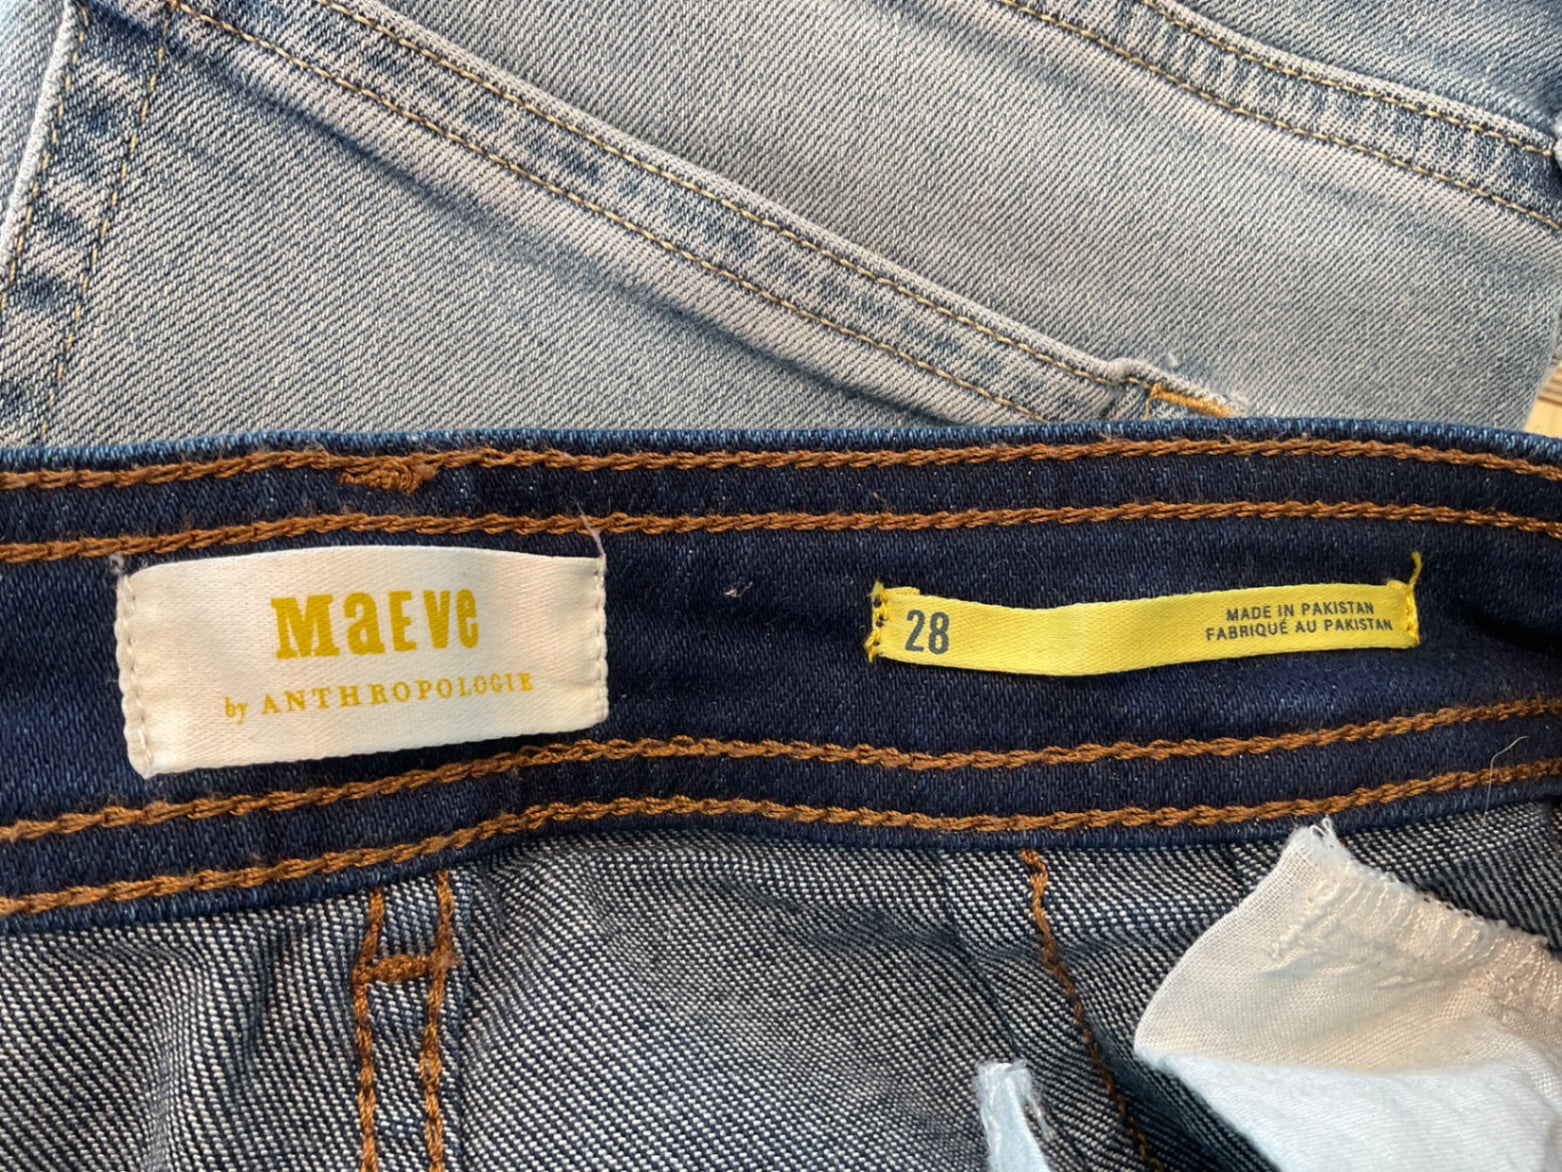 MaEVe
by ANTHROPOLOGIE
28
MADE IN PAKISTAN
FABRIQUÉ AU PAKISTAN